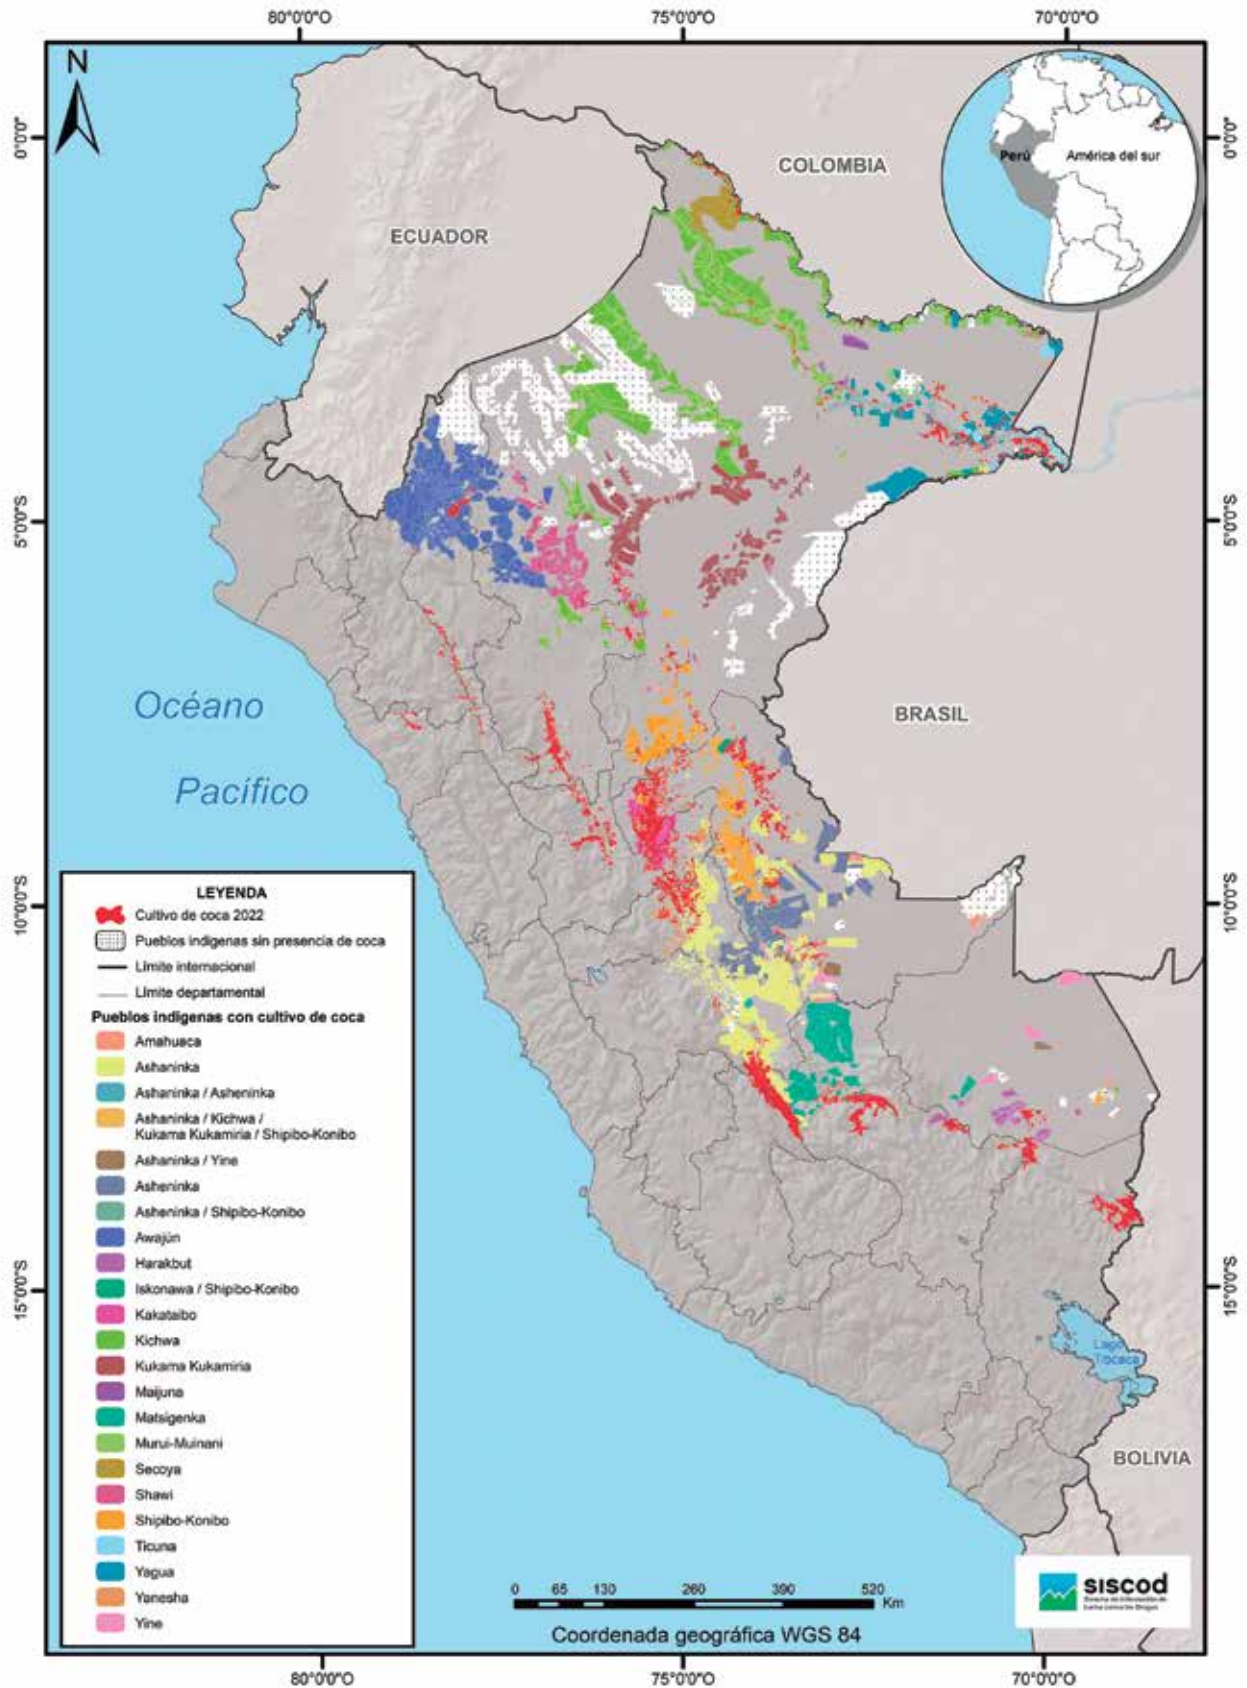 80°0'0"O 75°0'0"O 70°0'0"O
N
0°0'0"
0°0'0"
COLOMBIA
Perú
América del sur
ECUADOR
5°0'0"S
5°0'0"S
Océano
Pacífico
BRASIL
LEYENDA
Cultivo de coca 2022
Pueblos indígenas sin presencia de coca
Límite internacional
Límite departamental
Pueblos indígenas con cultivo de coca
Amahuaca
Ashaninka
Ashaninka / Asheninka
Ashaninka / Kichwa /
Kukama Kukamiria / Shipibo-Konibo
Ashaninka / Yine
Asheninka
Asheninka / Shipibo-Konibo
Awajún
Harakbut
Iskonawa / Shipibo-Konibo
Kakataibo
Kichwa
Kukama Kukamiria
Maijuna
Matsigenka
Murui-Muinani
Secoya
Shawi
Shipibo-Konibo
Ticuna
Yagua
Yanesha
Yine
10°0'0"S
10°0'0"S
15°0'0"S
15°0'0"S
Lago
Titicaca
BOLIVIA
0 65 130 260 390 520
Km
Coordenada geográfica WGS 84
siscod
80°0'0"O 75°0'0"O 70°0'0"O